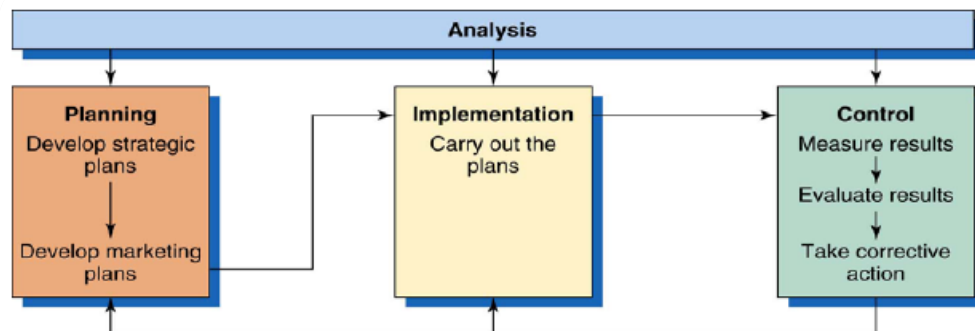 Analysis
Planning
Develop strategic
plans
Develop marketing
plans
Implementation
Carry out the
plans
Control
Measure results
Evaluate results
Take corrective
action